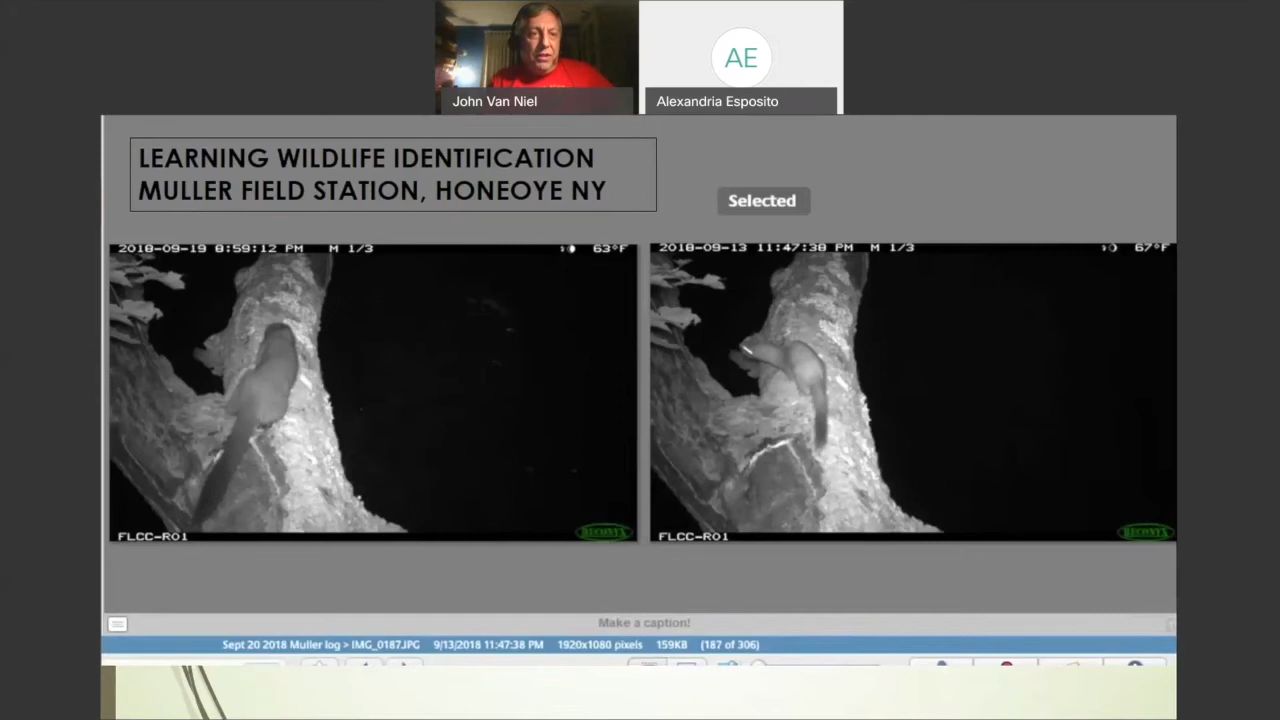 AE
John Van Niel
Alexandria Esposito
LEARNING WILDLIFE IDENTIFICATION
MULLER FIELD STATION, HONEOYE NY
Selected
2018-09-19 8:59:12 PM M 1/3 63°F
2018-09-13 11:47:38 PM M 1/3 67°F
FLCC-R01 RECONYX
FLCC-R01 RECONYX
Make a caption!
Sept 20 2018 Muller log > IMG_0187.JPG 9/13/2018 11:47:38 PM 1920x1080 pixels 159KB (187 of 306)